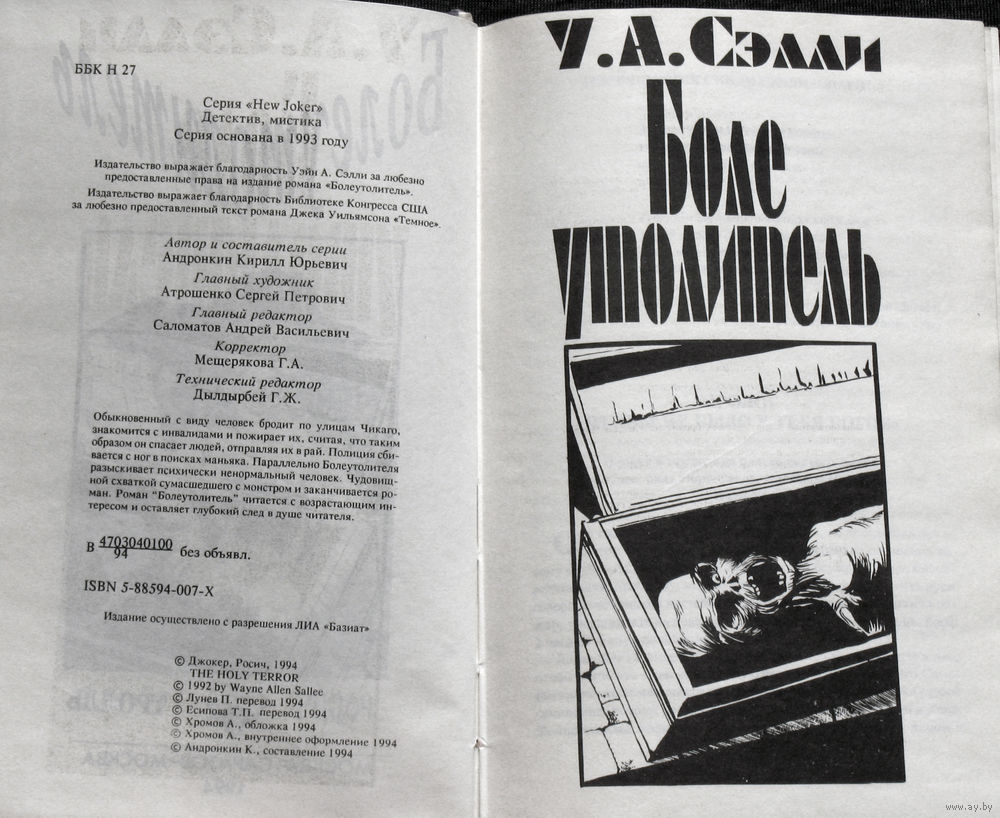 ББК Н 27
Серия «Hew Joker»
Детектив, мистика
Серия основана в 1993 году
Издательство выражает благодарность Уэйн А. Сэлли за любезно
предоставленные права на издание романа «Болеутолитель».
Издательство выражает благодарность Библиотеке Конгресса США
за любезно предоставленный текст романа Джека Уильямсона «Темное».
Автор и составитель серии
Андронкин Кирилл Юрьевич
Главный художник
Атрошенко Сергей Петрович
Главный редактор
Саломатов Андрей Васильевич
Корректор
Мещерякова Г.А.
Технический редактор
Дылдырбей Г.Ж.
Обыкновенный с виду человек бродит по улицам Чикаго,
знакомится с инвалидами и пожирает их, считая, что таким
образом он спасает людей, отправляя их в рай. Полиция сби-
вается с ног в поисках маньяка. Параллельно Болеутолителя
разыскивает психически ненормальный человек. Чудовищ-
ной схваткой сумасшедшего с монстром и заканчивается ро-
ман. Роман "Болеутолитель" читается с возрастающим ин-
тересом и оставляет глубокий след в душе читателя.
В 4703040100/94 без объявл.
ISBN 5-88594-007-X
Издание осуществлено с разрешения ЛИА «Базиат»
© Джокер, Росич, 1994
THE HOLY TERROR
© 1992 by Wayne Allen Sallee
© Лунев П. перевод 1994
© Есипова Т.П. перевод 1994
© Хромов А., обложка 1994
© Хромов А., внутреннее оформление 1994
© Андронкин К., составление 1994
У. А. Сэлли
Боле
утолитель
www.ay.by